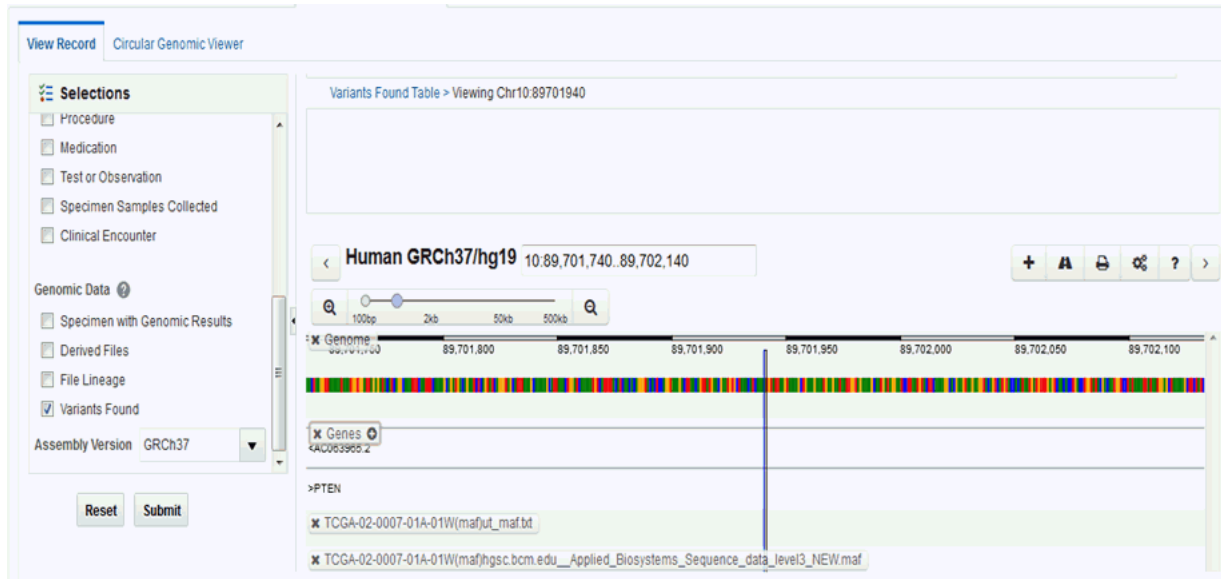 View Record Circular Genomic Viewer
Selections
Variants Found Table > Viewing Chr10:89701940
Procedure
Medication
Test or Observation
Specimen Samples Collected
Clinical Encounter
Human GRCh37/hg19 10:89,701,740..89,702,140
?
Genomic Data ?
100bp 2kb 50kb 500kb
Specimen with Genomic Results
Derived Files
File Lineage
Variants Found
Assembly Version GRCh37
Reset Submit
Genome
89,701,800 89,701,850 89,701,900 89,701,950 89,702,000 89,702,050 89,702,100
Genes
>PTEN
TCGA-02-0007-01A-01W(maf)ut_maf.txt
TCGA-02-0007-01A-01W(maf)hgsc.bcm.edu__Applied_Biosystems_Sequence_data_level3_NEW.maf